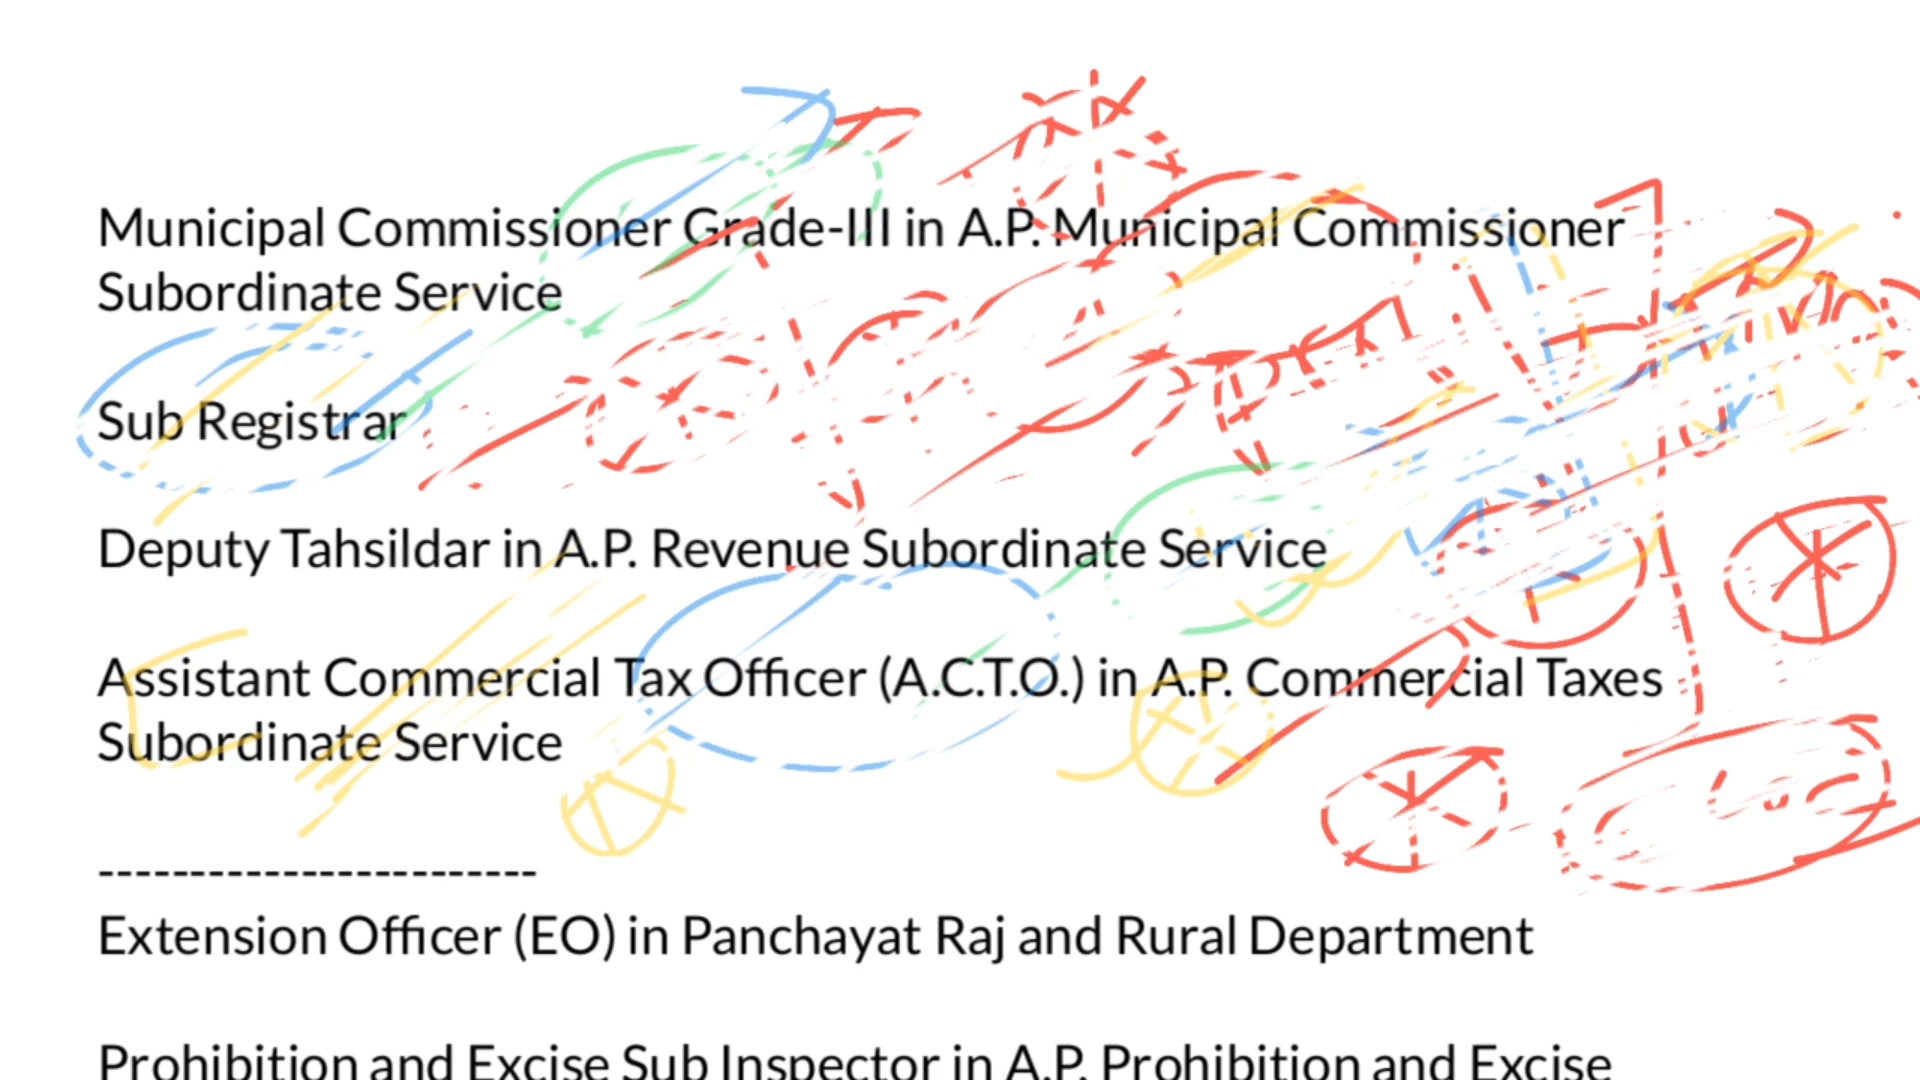 Municipal Commissioner Grade-III in A.P. Municipal Commissioner
Subordinate Service
Sub Registrar
Deputy Tahsildar in A.P. Revenue Subordinate Service
Assistant Commercial Tax Officer (A.C.T.O.) in A.P. Commercial Taxes
Subordinate Service
------------------------
Extension Officer (EO) in Panchayat Raj and Rural Department
Prohibition and Excise Sub Inspector in A.P. Prohibition and Excise